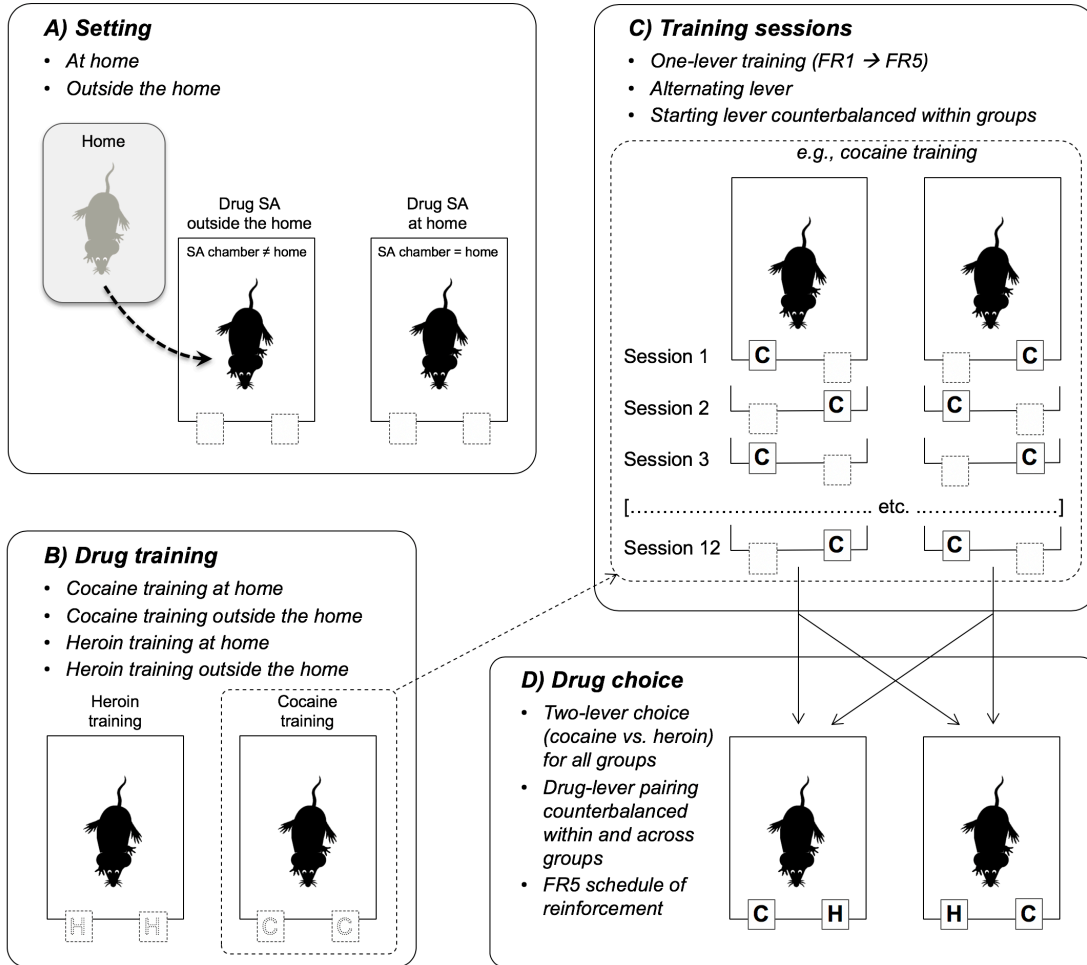 A) Setting
• At home
• Outside the home
Home
Drug SA
outside the home
SA chamber ≠ home
Drug SA
at home
SA chamber = home
B) Drug training
• Cocaine training at home
• Cocaine training outside the home
• Heroin training at home
• Heroin training outside the home
Heroin
training
H H
Cocaine
training
C C
C) Training sessions
• One-lever training (FR1 → FR5)
• Alternating lever
• Starting lever counterbalanced within groups
e.g., cocaine training
Session 1 C C
Session 2 C C
Session 3 C C
[............................... etc. ..........................]
Session 12 C C
D) Drug choice
• Two-lever choice
(cocaine vs. heroin)
for all groups
• Drug-lever pairing
counterbalanced
within and across
groups
• FR5 schedule of
reinforcement
C H H C